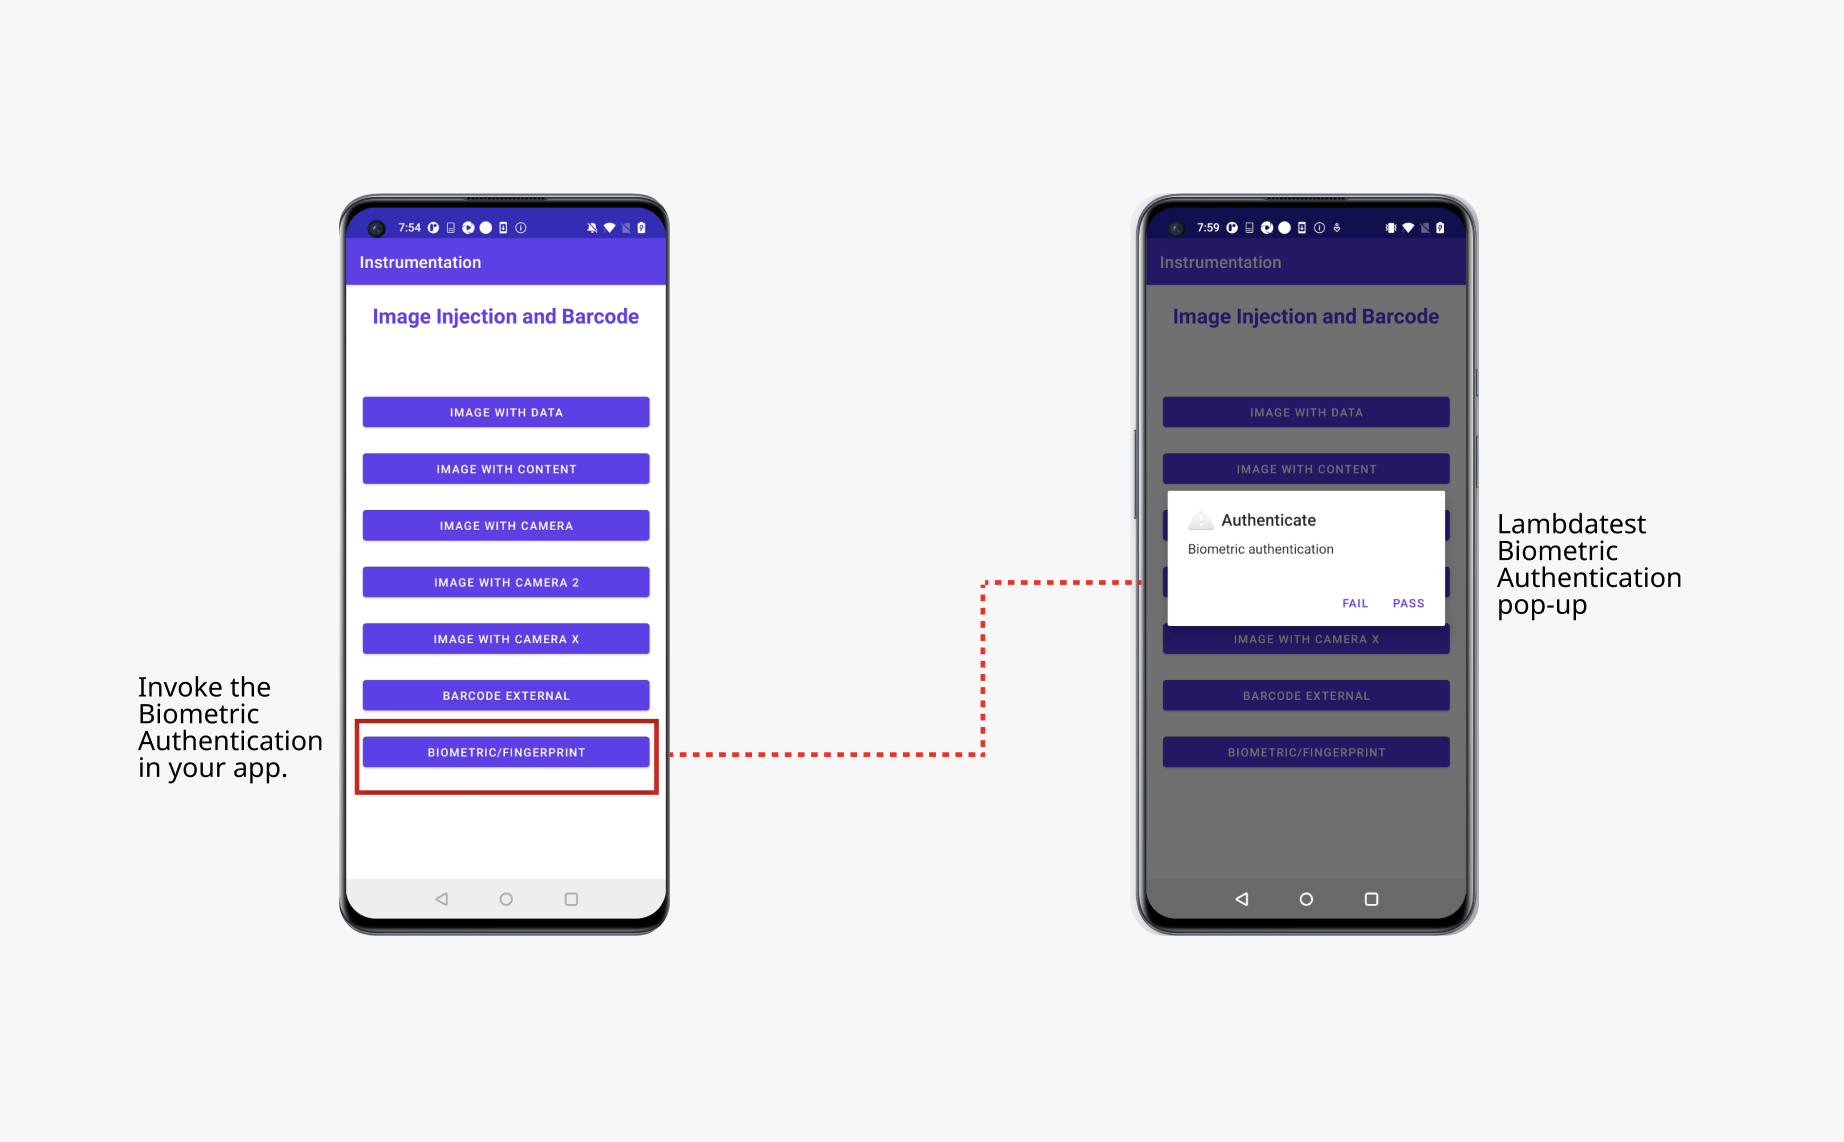 7:54
Instrumentation
Image Injection and Barcode
IMAGE WITH DATA
IMAGE WITH CONTENT
IMAGE WITH CAMERA
IMAGE WITH CAMERA 2
IMAGE WITH CAMERA X
BARCODE EXTERNAL
BIOMETRIC/FINGERPRINT
Invoke the
Biometric
Authentication
in your app.
7:59
Instrumentation
Image Injection and Barcode
IMAGE WITH DATA
IMAGE WITH CONTENT
Authenticate
Biometric authentication
FAIL PASS
IMAGE WITH CAMERA X
BARCODE EXTERNAL
BIOMETRIC/FINGERPRINT
Lambdatest
Biometric
Authentication
pop-up